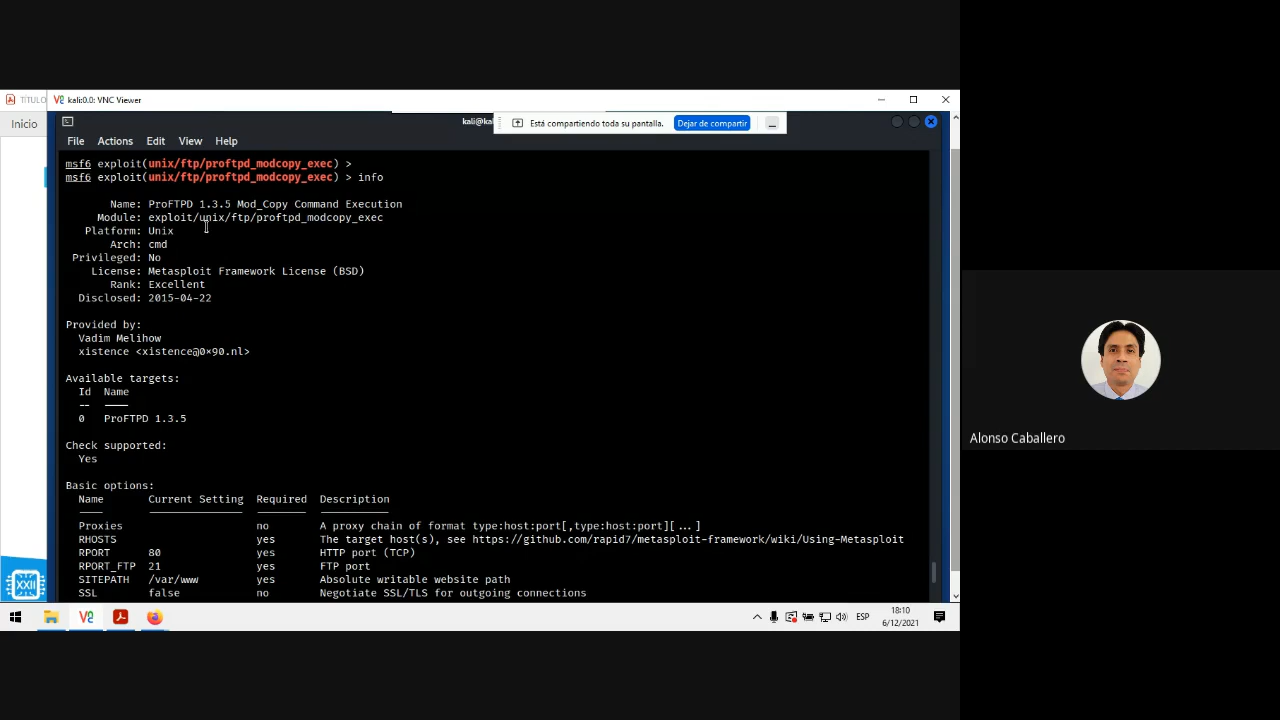 TITULO
kali:0.0: VNC Viewer
Inicio
kali@kal
Está compartiendo toda su pantalla.
Dejar de compartir
File Actions Edit View Help
msf6 exploit(unix/ftp/proftpd_modcopy_exec) >
msf6 exploit(unix/ftp/proftpd_modcopy_exec) > info
Name: ProFTPD 1.3.5 Mod_Copy Command Execution
Module: exploit/unix/ftp/proftpd_modcopy_exec
Platform: Unix
Arch: cmd
Privileged: No
License: Metasploit Framework License (BSD)
Rank: Excellent
Disclosed: 2015-04-22
Provided by:
Vadim Melihow
xistence <xistence@0x90.nl>
Available targets:
Id Name
-- ----
0 ProFTPD 1.3.5
Check supported:
Yes
Basic options:
Name Current Setting Required Description
---- --------------- -------- -----------
Proxies no A proxy chain of format type:host:port[,type:host:port][...]
RHOSTS yes The target host(s), see https://github.com/rapid7/metasploit-framework/wiki/Using-Metasploit
RPORT 80 yes HTTP port (TCP)
RPORT_FTP 21 yes FTP port
SITEPATH /var/www yes Absolute writable website path
SSL false no Negotiate SSL/TLS for outgoing connections
XXII
ESP
18:10
6/12/2021
Alonso Caballero